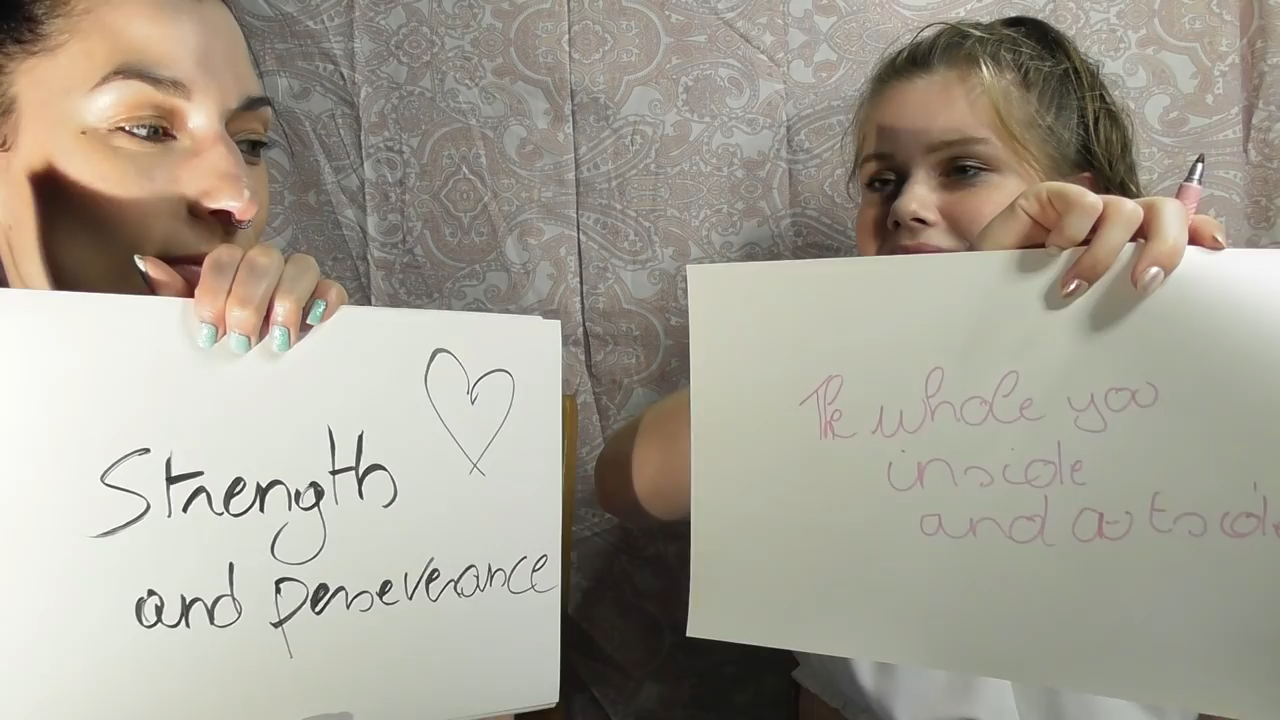 Strength
and perseverance
The whole you
inside
and outside